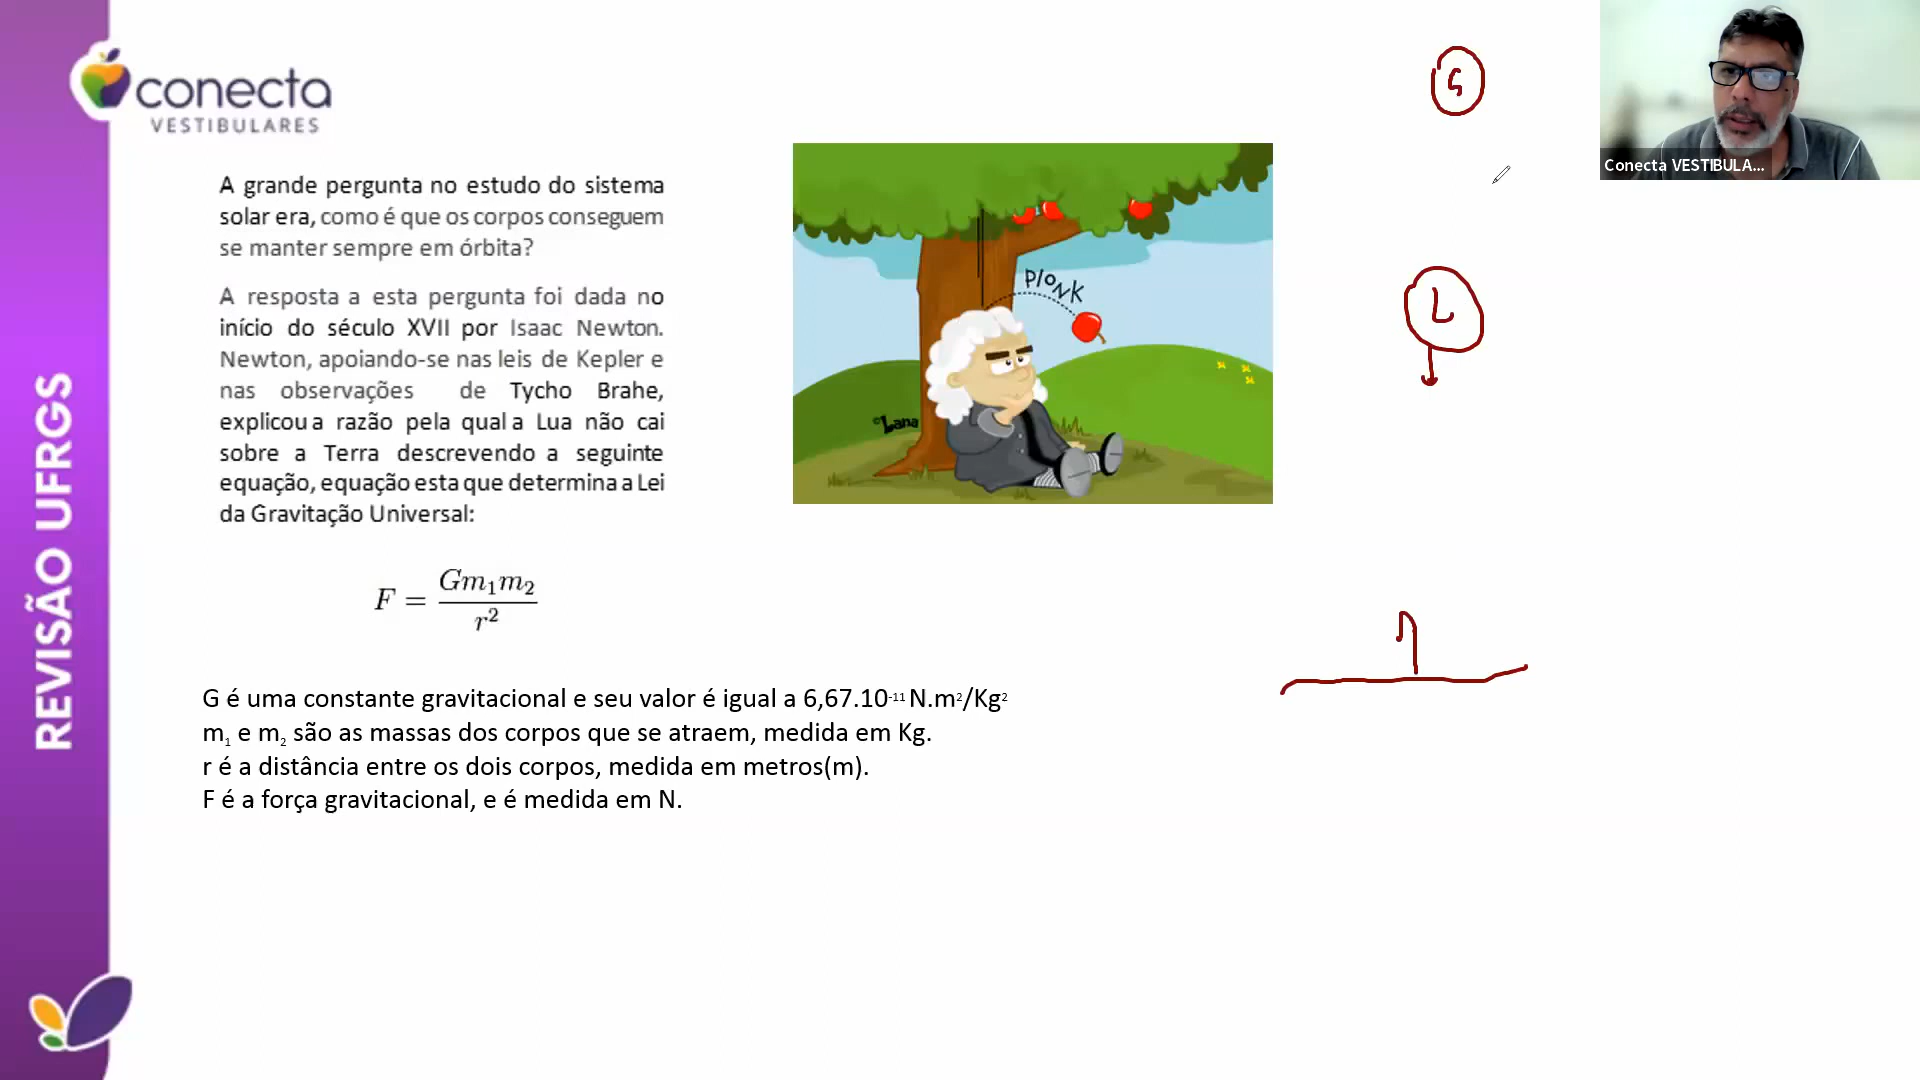 conecta
VESTIBULARES
REVISÃO UFRGS
A grande pergunta no estudo do sistema
solar era, como é que os corpos conseguem
se manter sempre em órbita?
A resposta a esta pergunta foi dada no
início do século XVII por Isaac Newton.
Newton, apoiando-se nas leis de Kepler e
nas observações de Tycho Brahe,
explicou a razão pela qual a Lua não cai
sobre a Terra descrevendo a seguinte
equação, equação esta que determina a Lei
da Gravitação Universal:
F = Gm₁m₂ / r²
G é uma constante gravitacional e seu valor é igual a 6,67.10⁻¹¹ N.m²/Kg²
m₁ e m₂ são as massas dos corpos que se atraem, medida em Kg.
r é a distância entre os dois corpos, medida em metros(m).
F é a força gravitacional, e é medida em N.
PlONK
©Lana
L
Conecta VESTIBULA...